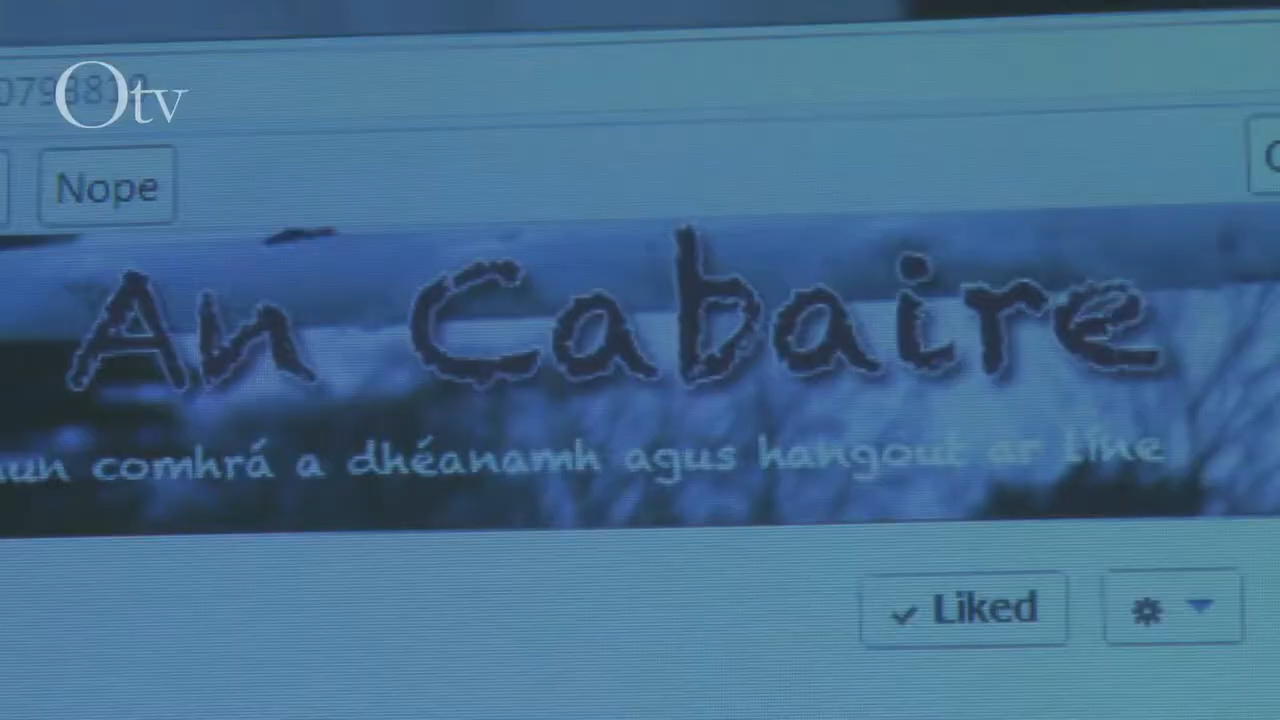 Otv
Nope
An Cabaire
comhrá a dhéanamh agus hangout ar líne
Liked